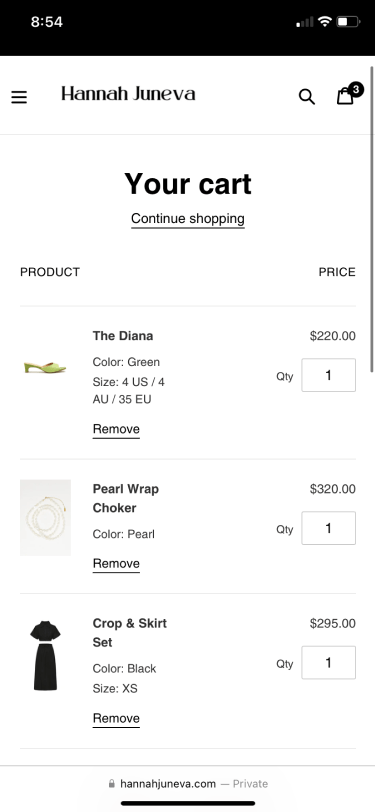 8:54
Hannah Juneva
3
Your cart
Continue shopping
PRODUCT PRICE
The Diana $220.00
Color: Green
Size: 4 US / 4
AU / 35 EU
Qty 1
Remove
Pearl Wrap
Choker
$320.00
Color: Pearl
Qty 1
Remove
Crop & Skirt
Set
$295.00
Color: Black
Size: XS
Qty 1
Remove
hannahjuneva.com — Private